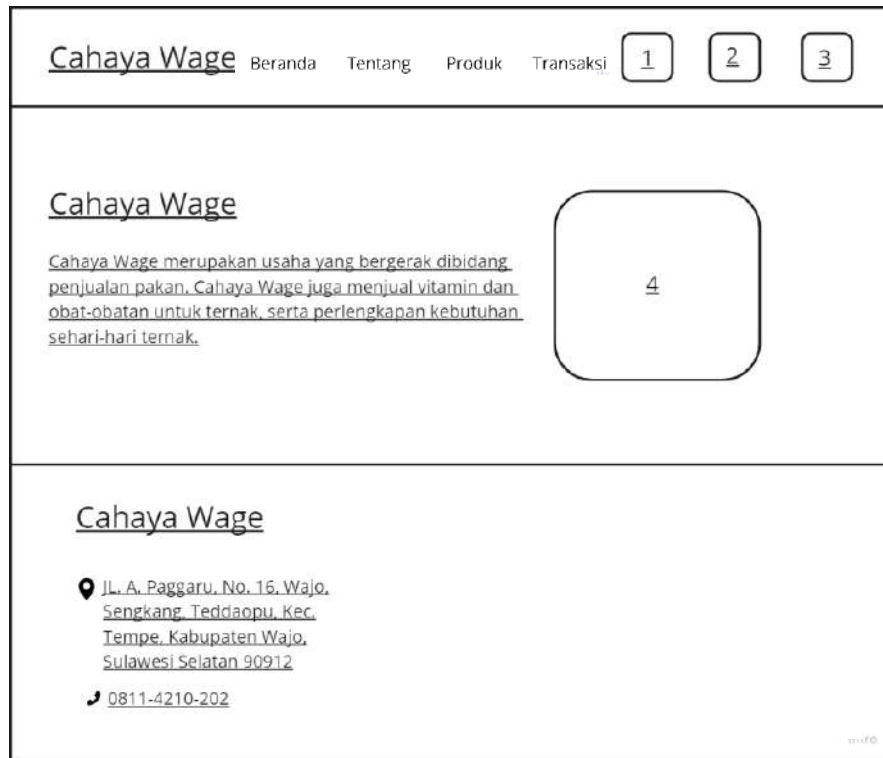 Cahaya Wage Beranda Tentang Produk Transaksi 1 2 3
Cahaya Wage
Cahaya Wage merupakan usaha yang bergerak dibidang
penjualan pakan. Cahaya Wage juga menjual vitamin dan
obat-obatan untuk ternak, serta perlengkapan kebutuhan
sehari-hari ternak.
4
Cahaya Wage
JL. A. Paggaru, No. 16, Wajo,
Sengkang, Teddaopu, Kec.
Tempe, Kabupaten Wajo,
Sulawesi Selatan 90912
0811-4210-202
miro